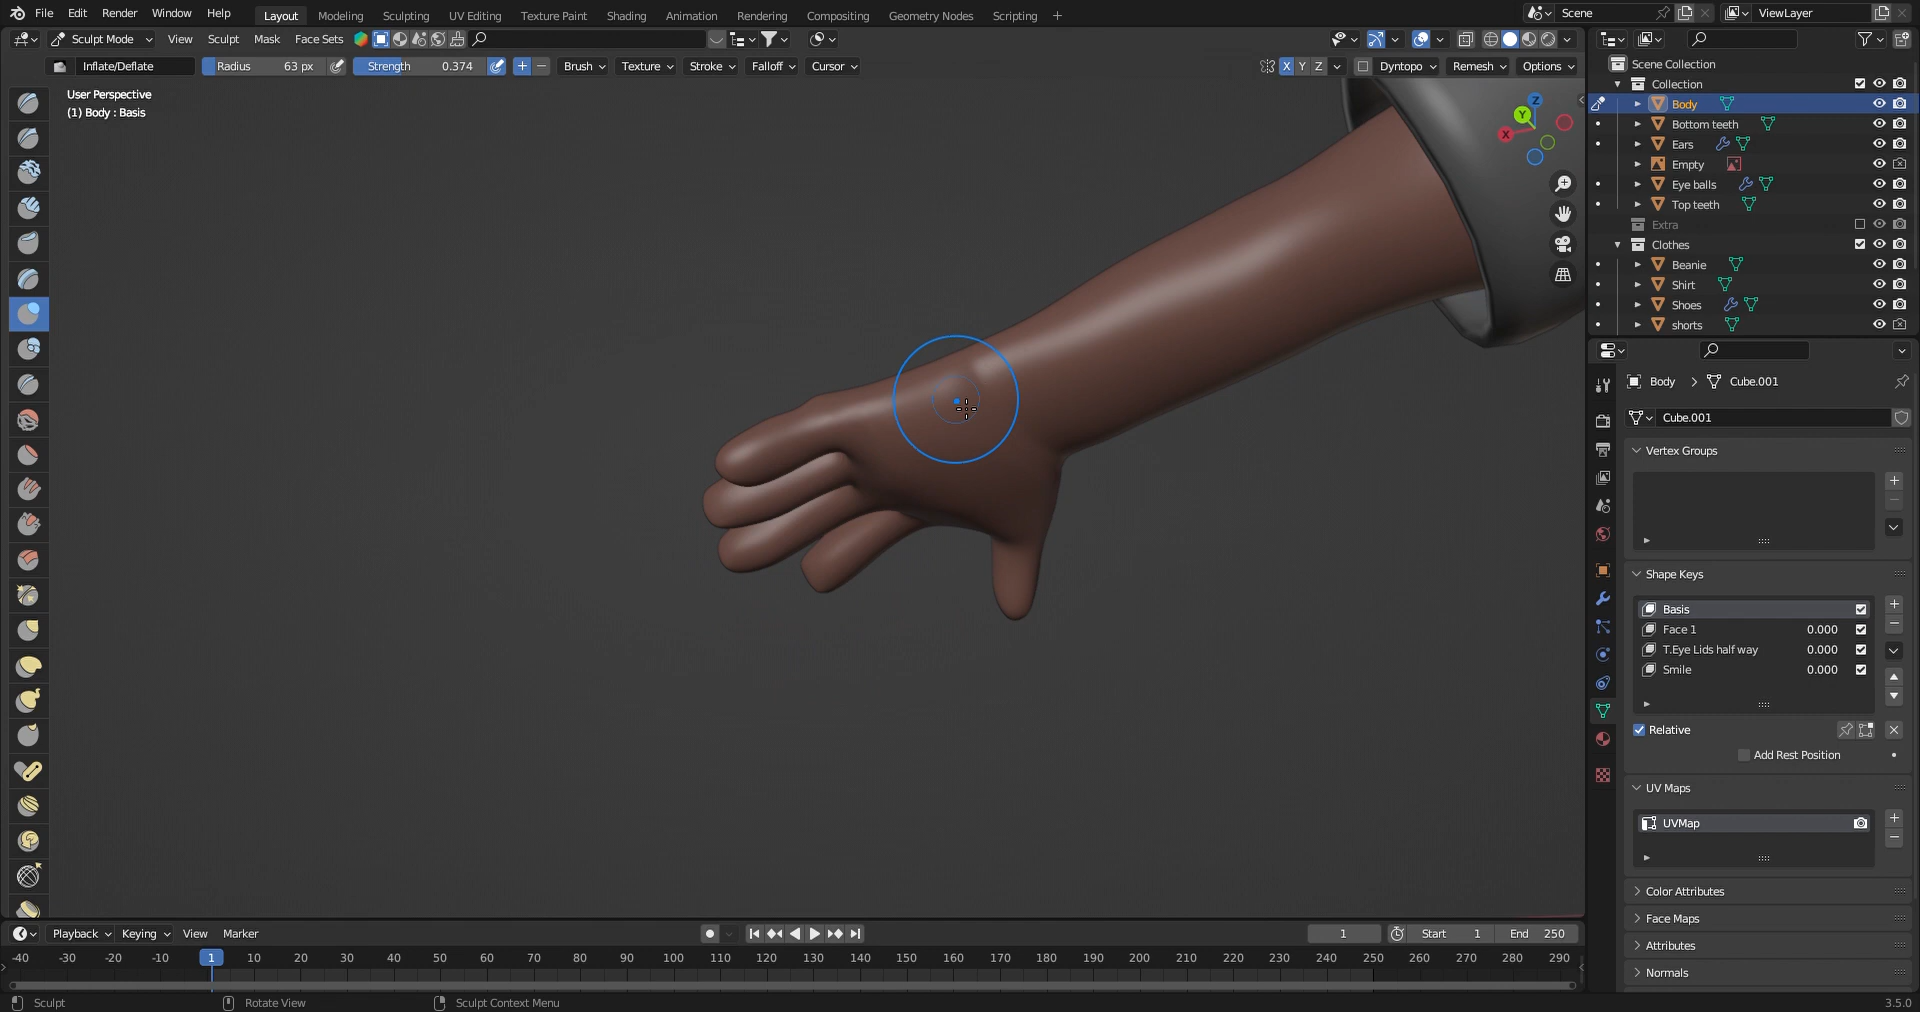 File Edit Render Window Help Layout Modeling Sculpting UV Editing Texture Paint Shading Animation Rendering Compositing Geometry Nodes Scripting + Scene ViewLayer
Sculpt Mode View Sculpt Mask Face Sets
Inflate/Deflate Radius 63 px Strength 0.374 + − Brush Texture Stroke Falloff Cursor X Y Z Dyntopo Remesh Options
User Perspective
(1) Body : Basis
Z
Y
X
Scene Collection
Collection
Body
Bottom teeth
Ears
Empty
Eye balls
Top teeth
Extra
Clothes
Beanie
Shirt
Shoes
shorts
Body > Cube.001
Cube.001
Vertex Groups
Shape Keys
Basis
Face 1 0.000
T.Eye Lids half way 0.000
Smile 0.000
Relative
Add Rest Position
UV Maps
UVMap
Color Attributes
Face Maps
Attributes
Normals
Playback Keying View Marker 1 Start 1 End 250
-40 -30 -20 -10 1 10 20 30 40 50 60 70 80 90 100 110 120 130 140 150 160 170 180 190 200 210 220 230 240 250 260 270 280 290
Sculpt Rotate View Sculpt Context Menu 3.5.0